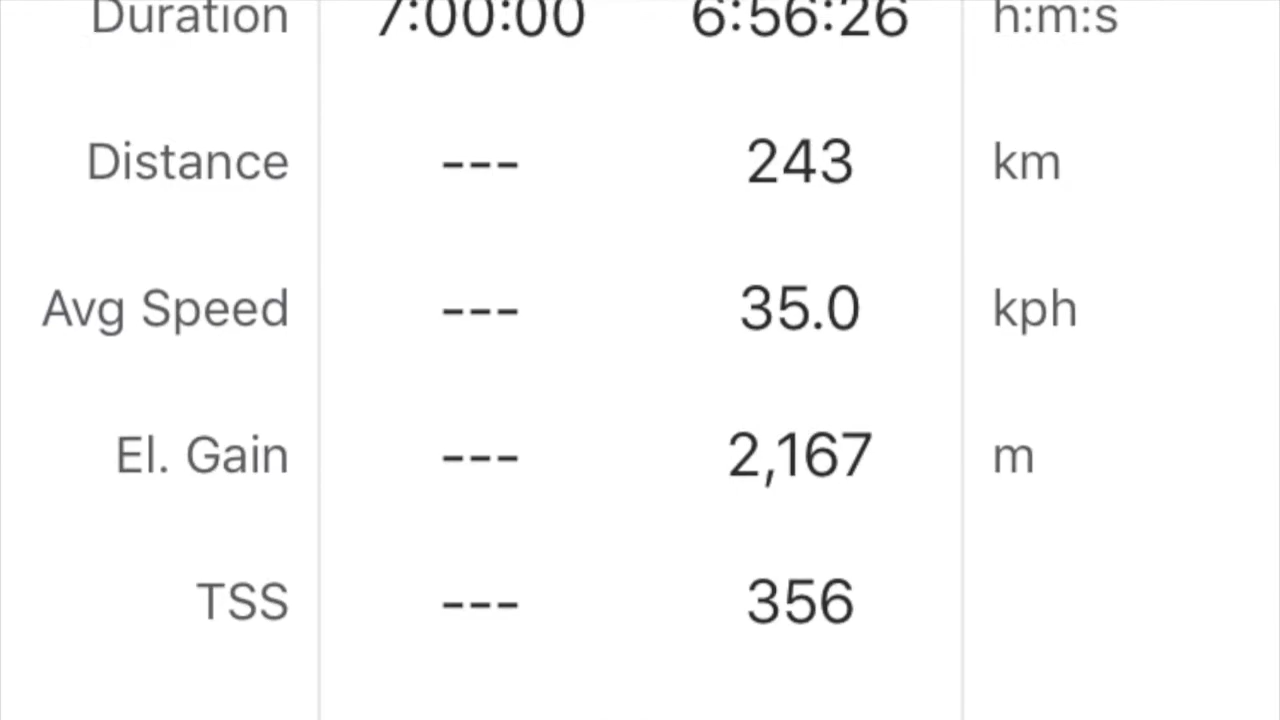 Duration 7:00:00 6:56:26 h:m:s
Distance --- 243 km
Avg Speed --- 35.0 kph
El. Gain --- 2,167 m
TSS --- 356